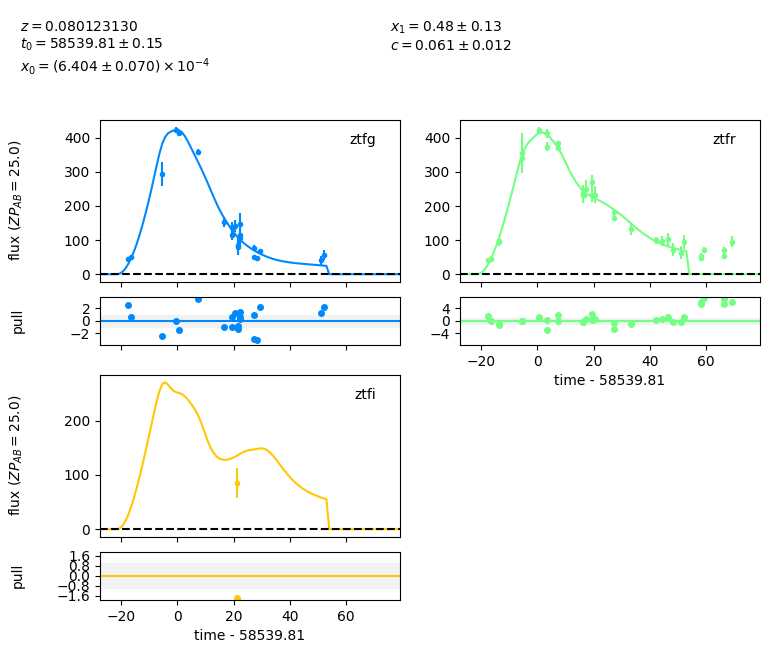 z = 0.080123130
t₀ = 58539.81 ± 0.15
x₀ = (6.404 ± 0.070) × 10⁻⁴
x₁ = 0.48 ± 0.13
c = 0.061 ± 0.012
flux (ZP_AB = 25.0)
400
300
200
100
0
ztfg
pull
2
0
−2
400
300
200
100
0
ztfr
4
0
−4
−20 0 20 40 60
time - 58539.81
flux (ZP_AB = 25.0)
200
100
0
ztfi
pull
1.6
0.8
0.0
−0.8
−1.6
−20 0 20 40 60
time - 58539.81